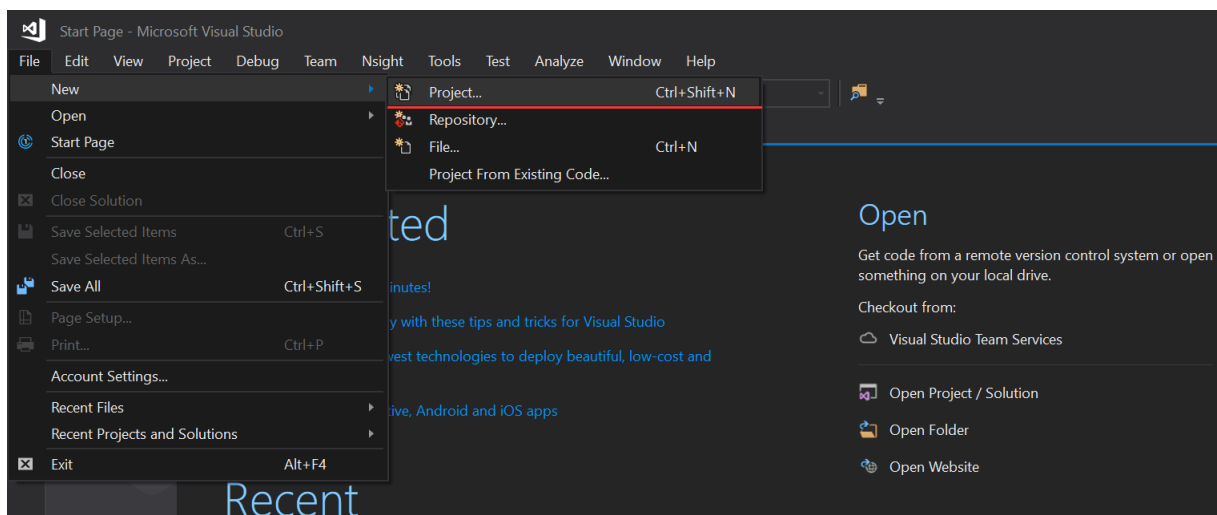 Start Page - Microsoft Visual Studio
File Edit View Project Debug Team Nsight Tools Test Analyze Window Help
New
Open
Start Page
Close
Close Solution
Save Selected Items Ctrl+S
Save Selected Items As...
Save All Ctrl+Shift+S
Page Setup...
Print... Ctrl+P
Account Settings...
Recent Files
Recent Projects and Solutions
Exit Alt+F4
Project... Ctrl+Shift+N
Repository...
File... Ctrl+N
Project From Existing Code...
ted
inutes!
y with these tips and tricks for Visual Studio
west technologies to deploy beautiful, low-cost and
tive, Android and iOS apps
Recent
Open
Get code from a remote version control system or open
something on your local drive.
Checkout from:
Visual Studio Team Services
Open Project / Solution
Open Folder
Open Website